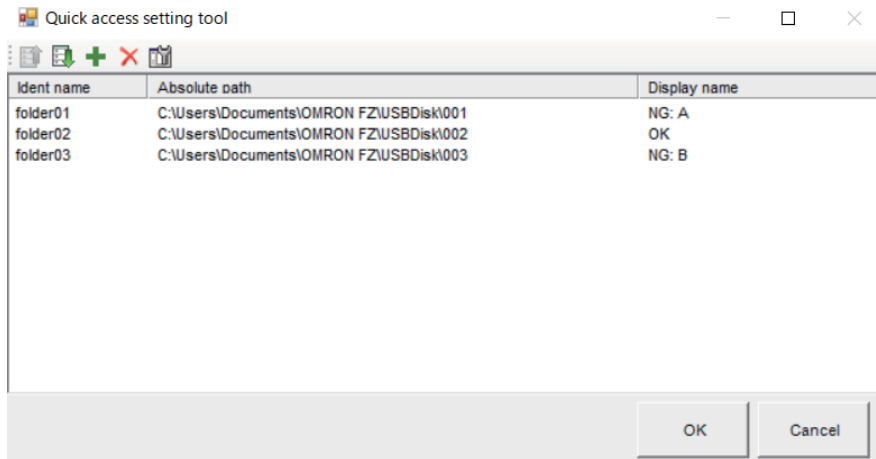 Quick access setting tool
Ident name Absolute path Display name
folder01 C:\Users\Documents\OMRON FZ\USBDisk\001 NG: A
folder02 C:\Users\Documents\OMRON FZ\USBDisk\002 OK
folder03 C:\Users\Documents\OMRON FZ\USBDisk\003 NG: B
OK Cancel